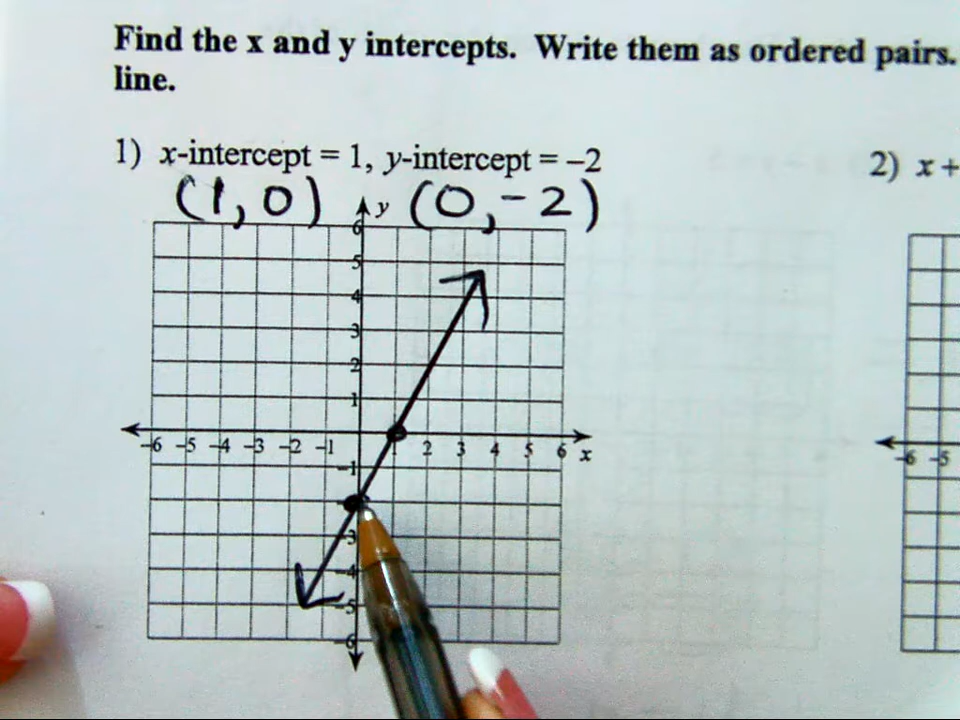 Find the x and y intercepts. Write them as ordered pairs.
line.
1) x-intercept = 1, y-intercept = –2
2) x +
(1,0) (0,-2)
y
6
5
4
3
2
1
-6 -5 -4 -3 -2 -1 2 3 4 5 6 x
-6 -5
-1
-3
-4
-5
-6